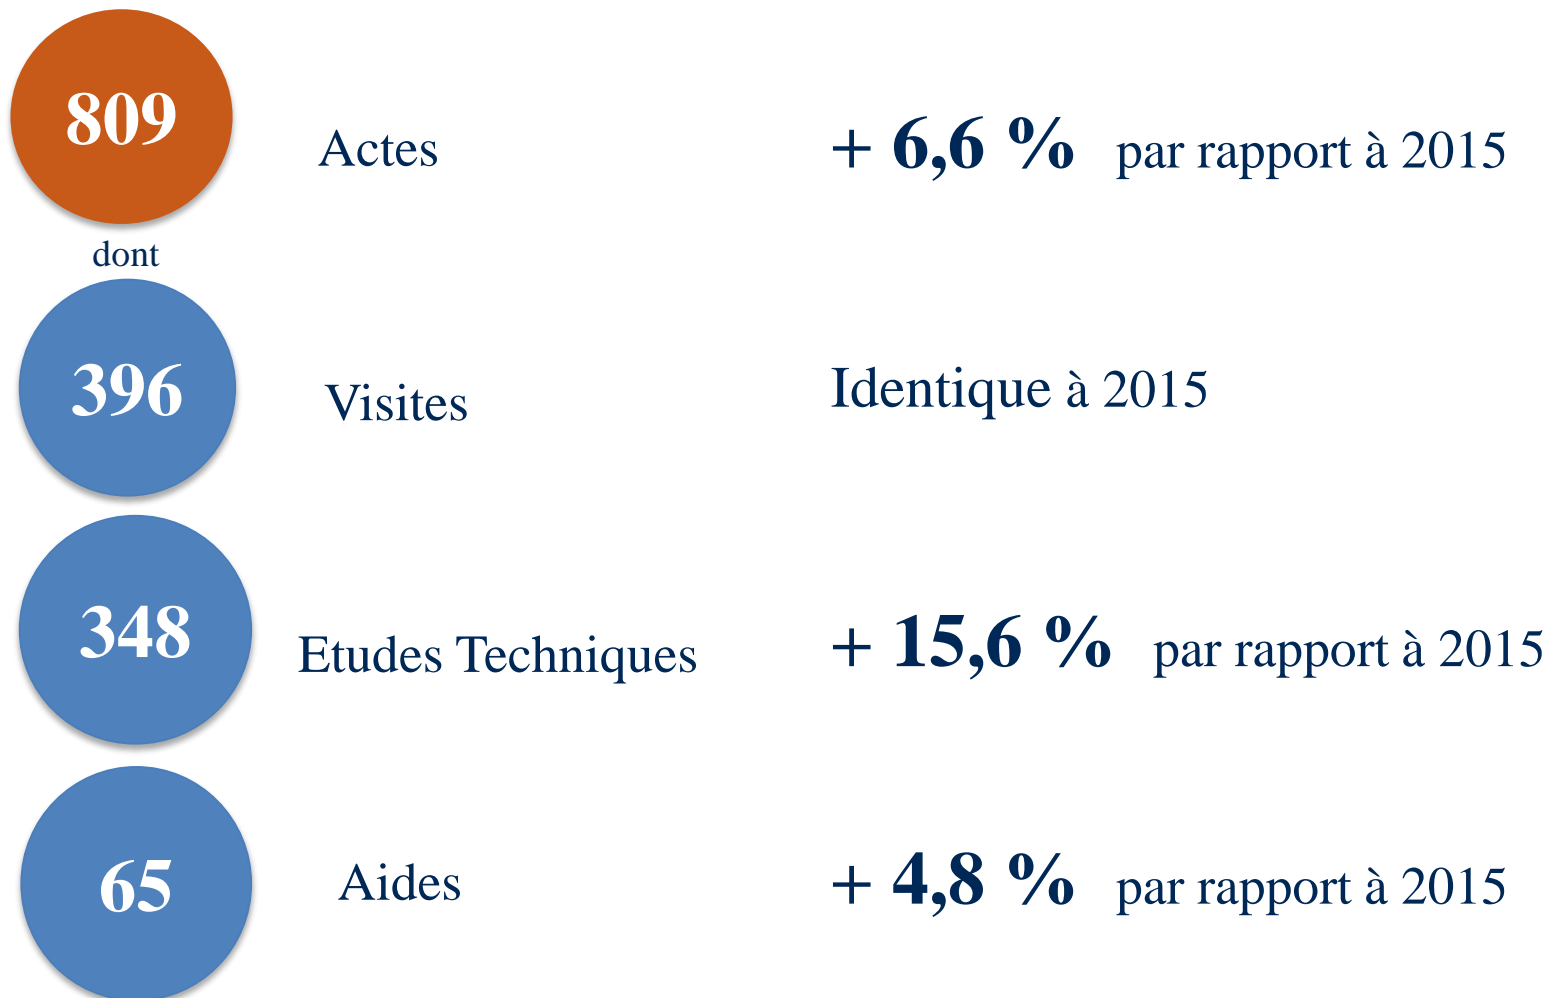 809 Actes + 6,6 % par rapport à 2015
dont
396 Visites Identique à 2015
348 Etudes Techniques + 15,6 % par rapport à 2015
65 Aides + 4,8 % par rapport à 2015